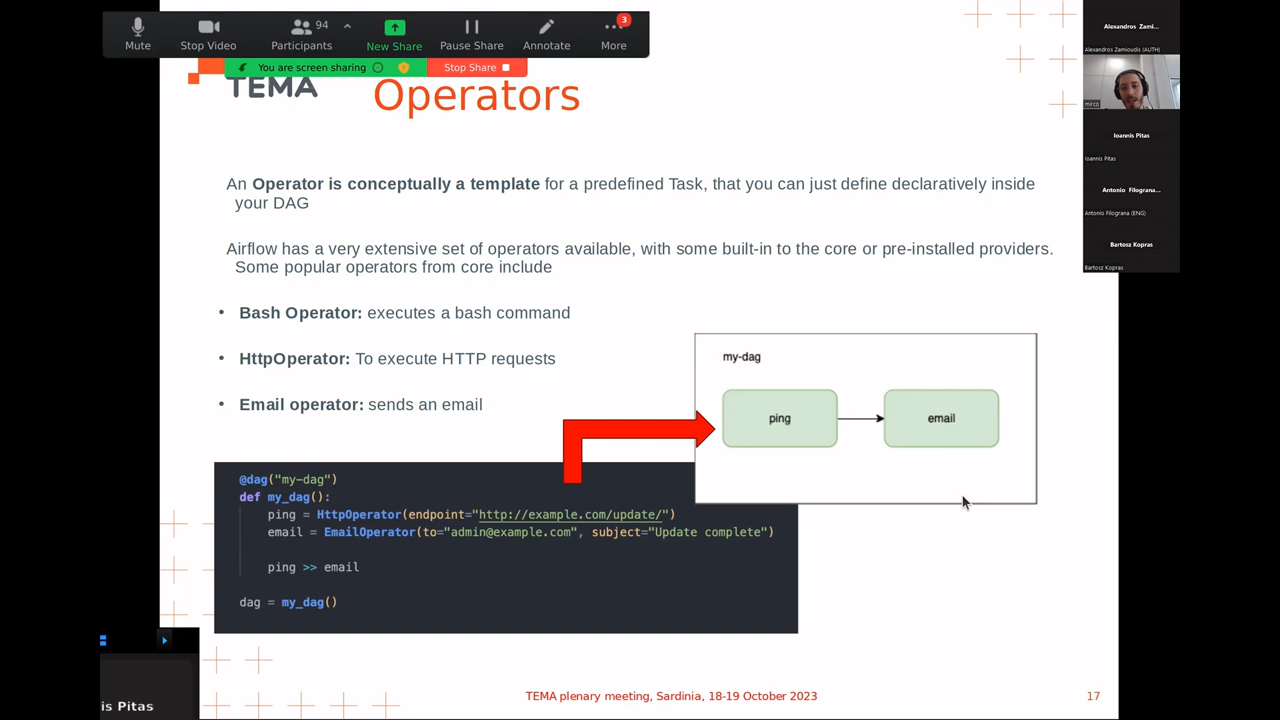 94
3
Mute
Stop Video
Participants
New Share
Pause Share
Annotate
More
You are screen sharing
Stop Share
TEMA
Operators
An Operator is conceptually a template for a predefined Task, that you can just define declaratively inside
your DAG
Airflow has a very extensive set of operators available, with some built-in to the core or pre-installed providers.
Some popular operators from core include
• Bash Operator: executes a bash command
• HttpOperator: To execute HTTP requests
• Email operator: sends an email
my-dag
ping
email
@dag("my-dag")
def my_dag():
ping = HttpOperator(endpoint="http://example.com/update/")
email = EmailOperator(to="admin@example.com", subject="Update complete")
ping >> email
dag = my_dag()
TEMA plenary meeting, Sardinia, 18-19 October 2023
17
is Pitas
Alexandros Zami...
Alexandros Zamioudis (AUTH)
mirco
Ioannis Pitas
Ioannis Pitas
Antonio Filograna...
Antonio Filograna (ENG)
Bartosz Kopras
Bartosz Kopras